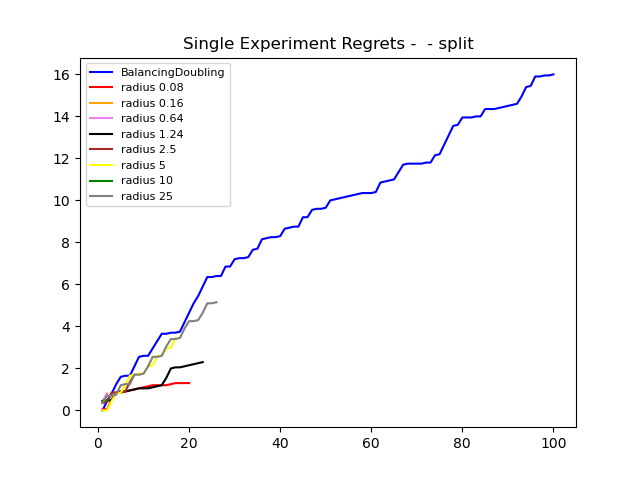 Single Experiment Regrets -  - split
16
14
12
10
8
6
4
2
0
BalancingDoubling
radius 0.08
radius 0.16
radius 0.64
radius 1.24
radius 2.5
radius 5
radius 10
radius 25
0 20 40 60 80 100